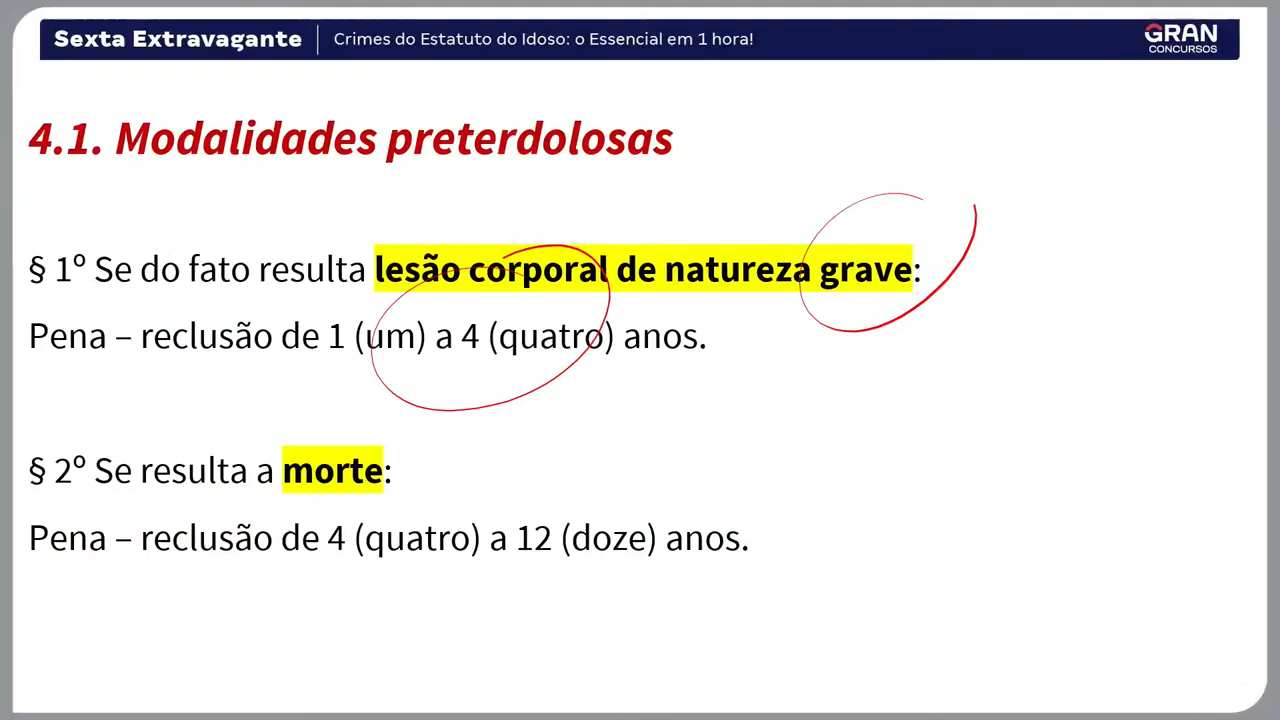 Sexta Extravagante
Crimes do Estatuto do Idoso: o Essencial em 1 hora!
GRAN
CONCURSOS
4.1. Modalidades preterdolosas
§ 1º Se do fato resulta lesão corporal de natureza grave:
Pena – reclusão de 1 (um) a 4 (quatro) anos.
§ 2º Se resulta a morte:
Pena – reclusão de 4 (quatro) a 12 (doze) anos.